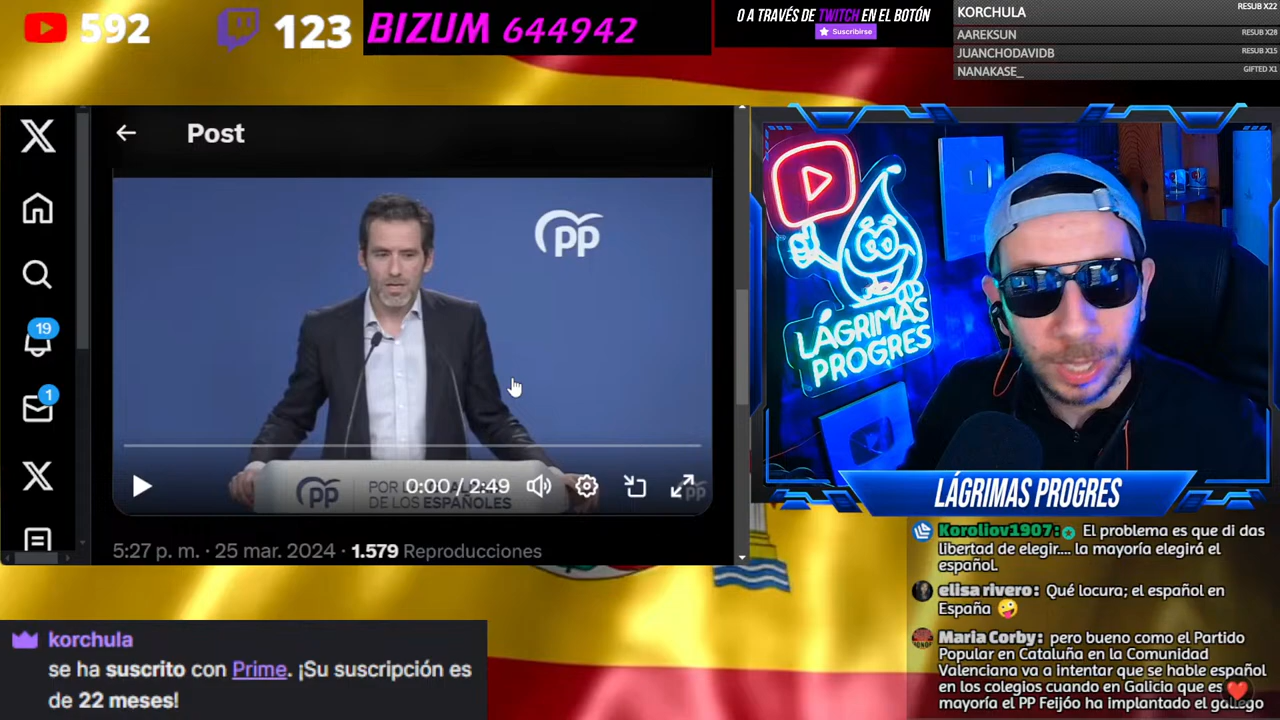 592
123
BIZUM 644942
O A TRAVÉS DE TWITCH EN EL BOTÓN
Suscribirse
KORCHULA RESUB X22
AAREKSUN RESUB X28
JUANCHODAVIDB RESUB X15
NANAKASE_ GIFTED X1
Post
pp
19
1
pp POR L
DE LOS ESPAÑOLES
0:00 / 2:49
5:27 p. m. · 25 mar. 2024 · 1.579 Reproducciones
LÁGRIMAS
PROGRES
LÁGRIMAS PROGRES
Koroliov1907: El problema es que di das
libertad de elegir.... la mayoría elegirá el
español.
elisa rivero: Qué locura; el español en
España
Maria Corby: pero bueno como el Partido
Popular en Cataluña en la Comunidad
Valenciana va a intentar que se hable español
en los colegios cuando en Galicia que es
mayoría el PP Feijóo ha implantado el gallego
korchula
se ha suscrito con Prime. ¡Su suscripción es
de 22 meses!